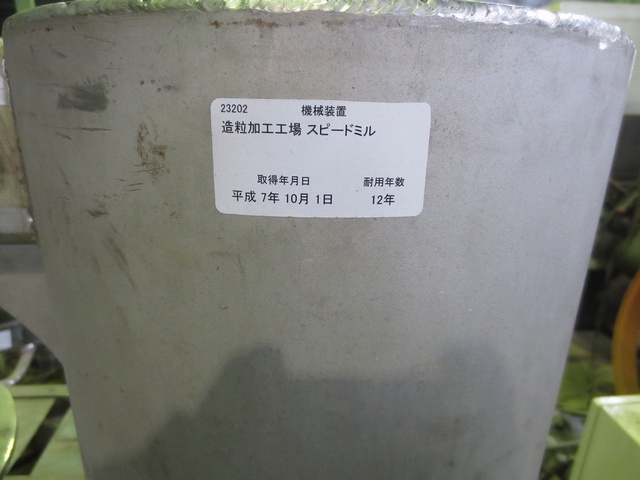 23202 機械装置
造粒加工工場 スピードミル
取得年月日 耐用年数
平成 7年 10月 1日 12年